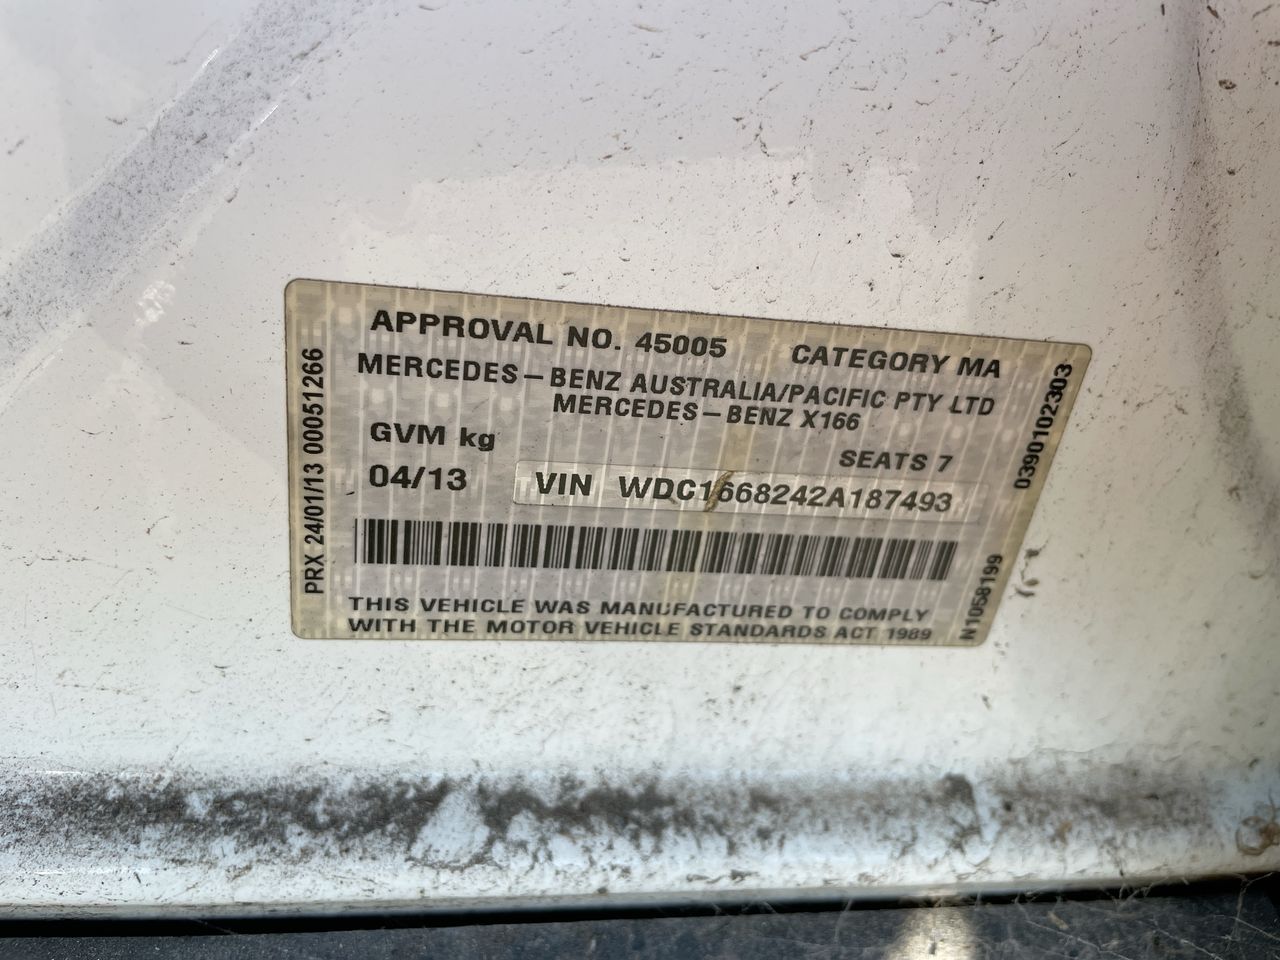 APPROVAL NO. 45005 CATEGORY MA
MERCEDES-BENZ AUSTRALIA/PACIFIC PTY LTD
MERCEDES-BENZ X166
GVM kg
SEATS 7
04/13 VIN WDC1668242A187493
THIS VEHICLE WAS MANUFACTURED TO COMPLY
WITH THE MOTOR VEHICLE STANDARDS ACT 1989
PRX 24/01/13 00051266
0390102303
N1058199